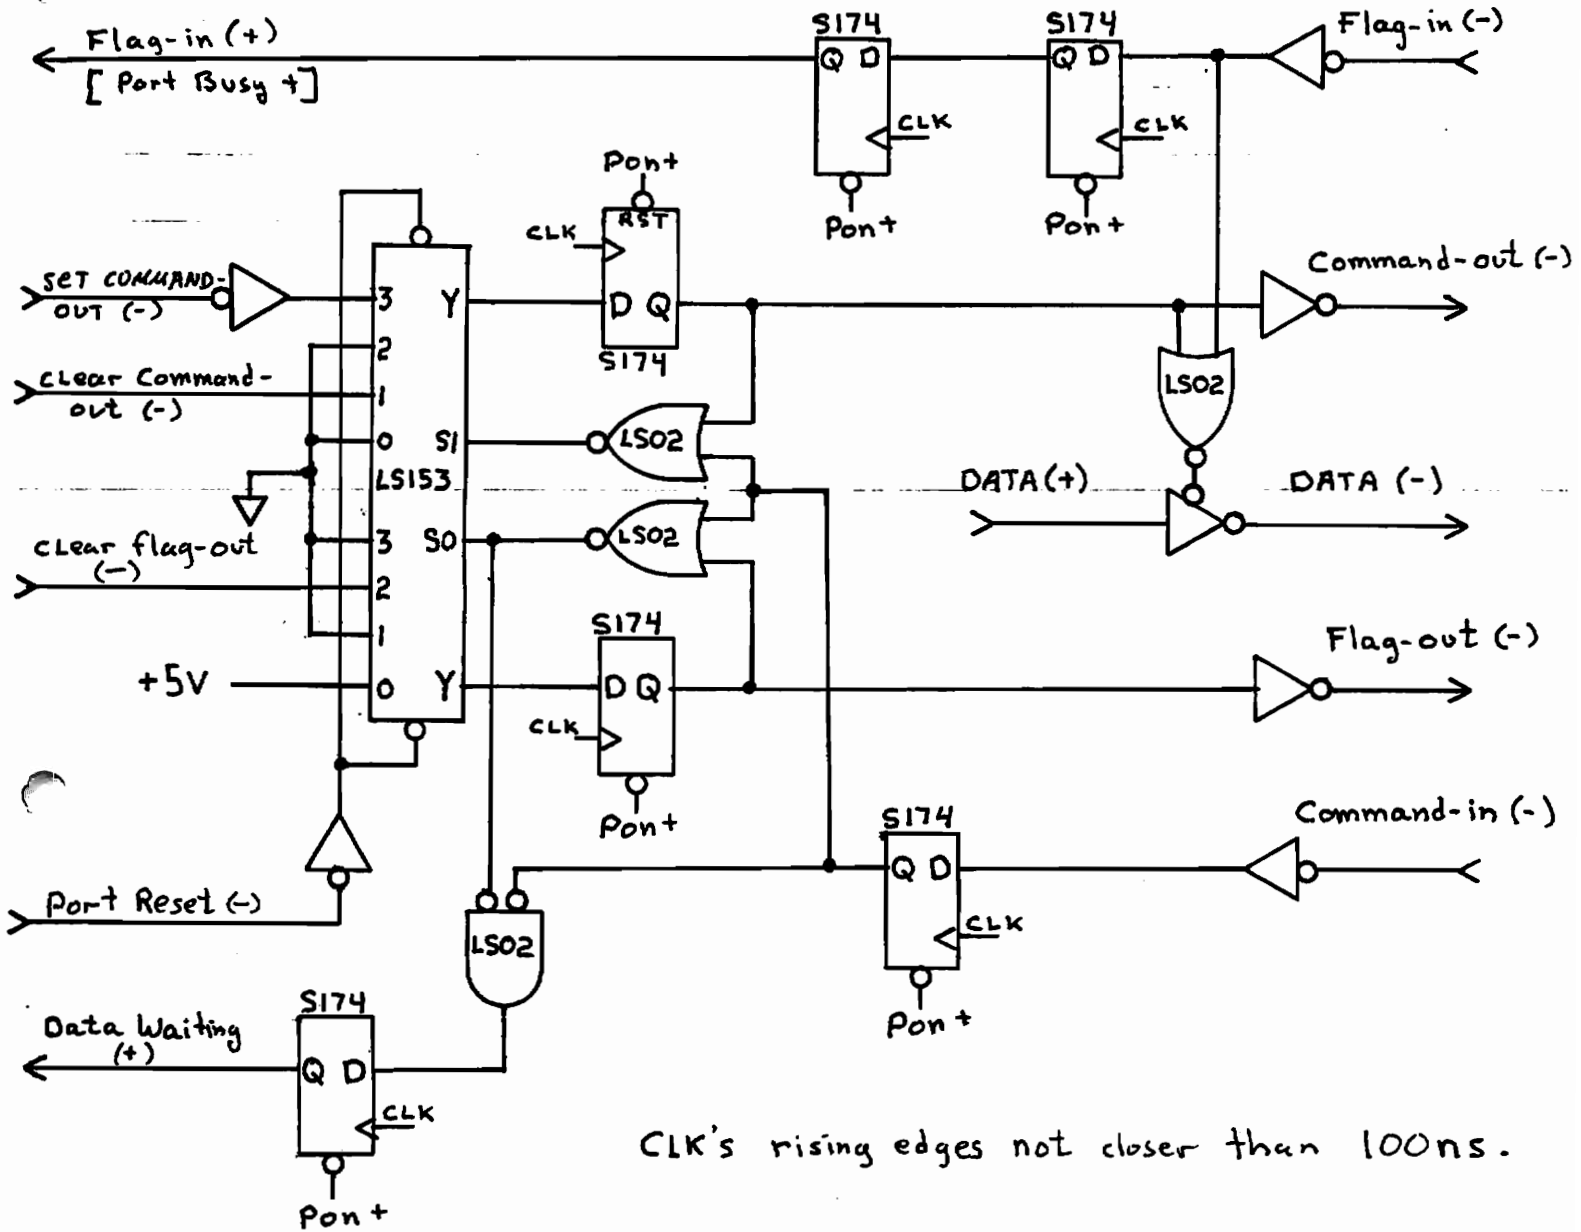 S174
S174
Flag-in (-)
Flag-in (+)
[ Port Busy + ]
Q D
Q D
CLK
CLK
Pon+
Pon+
Pon+
RST
CLK
D Q
S174
SET COMMAND-
OUT (-)
3
Y
2
Clear Command-
out (-)
1
0
S1
LS153
LS02
LS02
Command-out (-)
LS02
DATA (+)
DATA (-)
Clear flag-out
(-)
3
S0
2
1
+5V
0
Y
S174
D Q
CLK
Pon+
Flag-out (-)
Command-in (-)
S174
Q D
CLK
Pon+
Port Reset (-)
LS02
Data Waiting
(+)
S174
Q D
CLK
Pon+
CLK's rising edges not closer than 100ns.